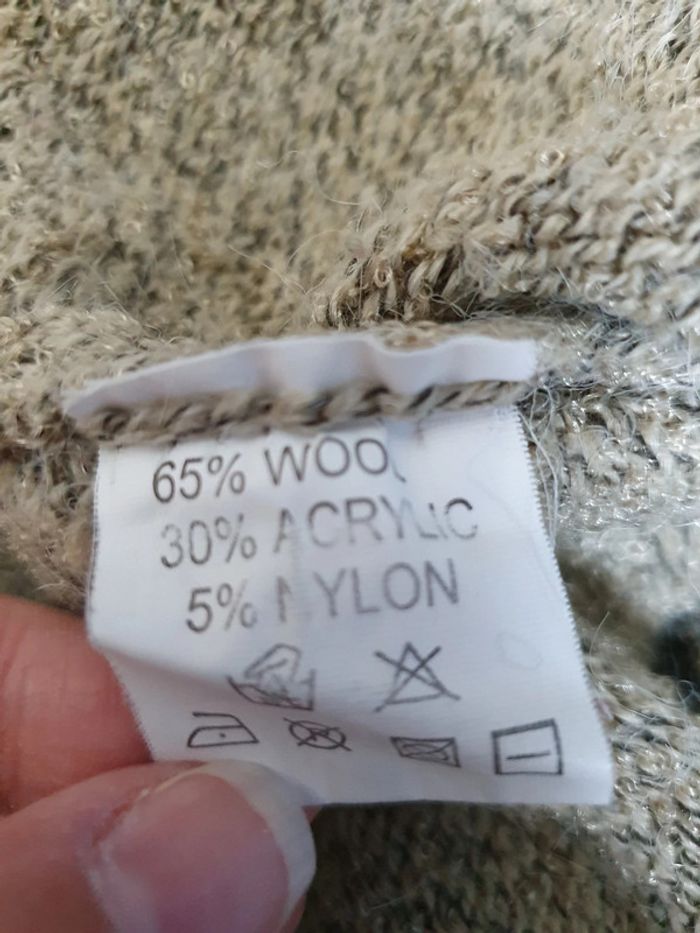 65% WOOL
30% ACRYLIC
5% NYLON